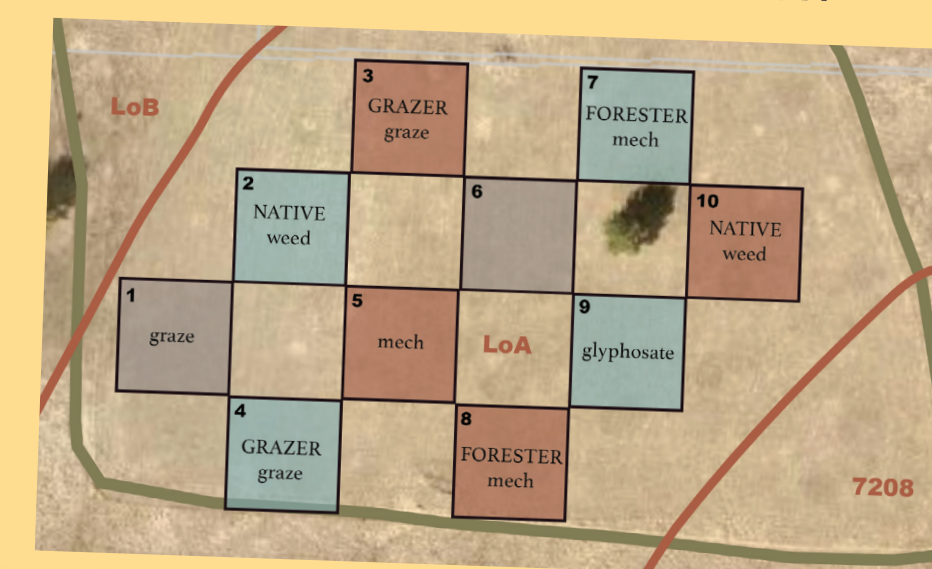 LoB
3
GRAZER
graze
7
FORESTER
mech
2
NATIVE
weed
6
10
NATIVE
weed
1
graze
5
mech
LoA
9
glyphosate
4
GRAZER
graze
8
FORESTER
mech
7208